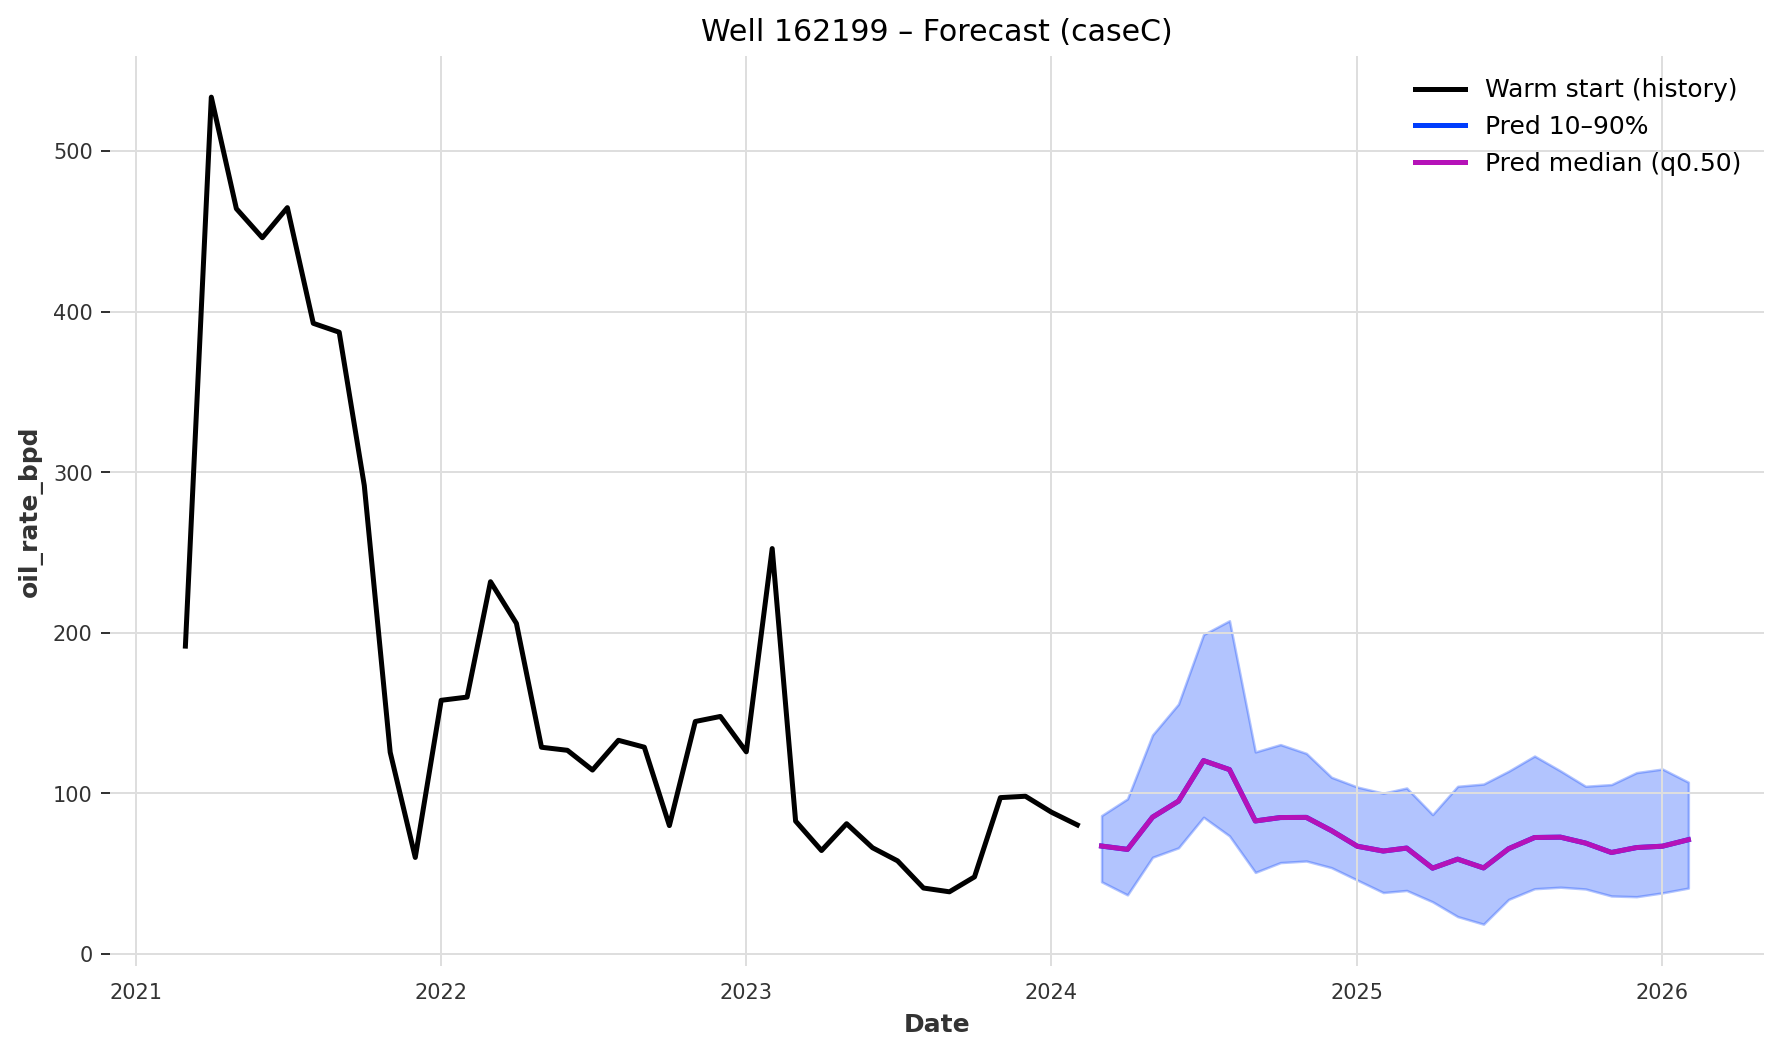 Well 162199 – Forecast (caseC)
Warm start (history)
Pred 10–90%
Pred median (q0.50)
oil_rate_bpd
500
400
300
200
100
0
2021
2022
2023
2024
2025
2026
Date